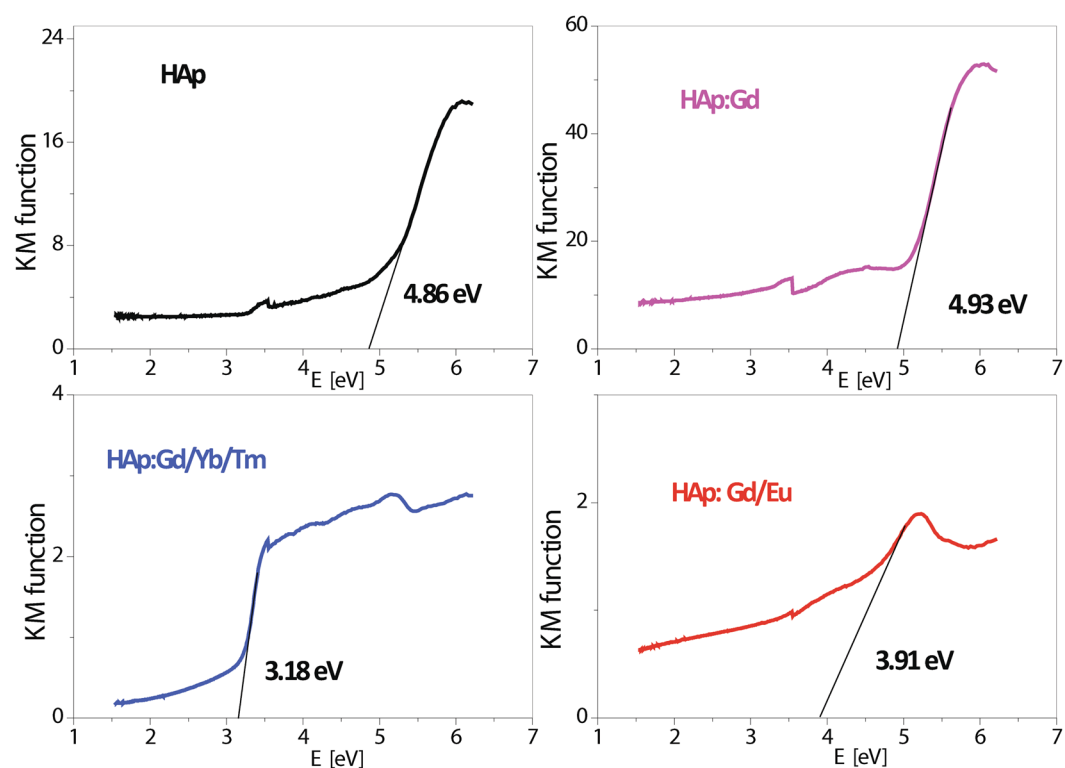 24
16
8
0
KM function
HAp
4.86 eV
1 2 3 4 5 6 7
E [eV]
60
40
20
0
KM function
HAp:Gd
4.93 eV
1 2 3 4 5 6 7
E [eV]
4
2
0
KM function
HAp:Gd/Yb/Tm
3.18 eV
1 2 3 4 5 6 7
E [eV]
2
0
KM function
HAp: Gd/Eu
3.91 eV
1 2 3 4 5 6 7
E [eV]